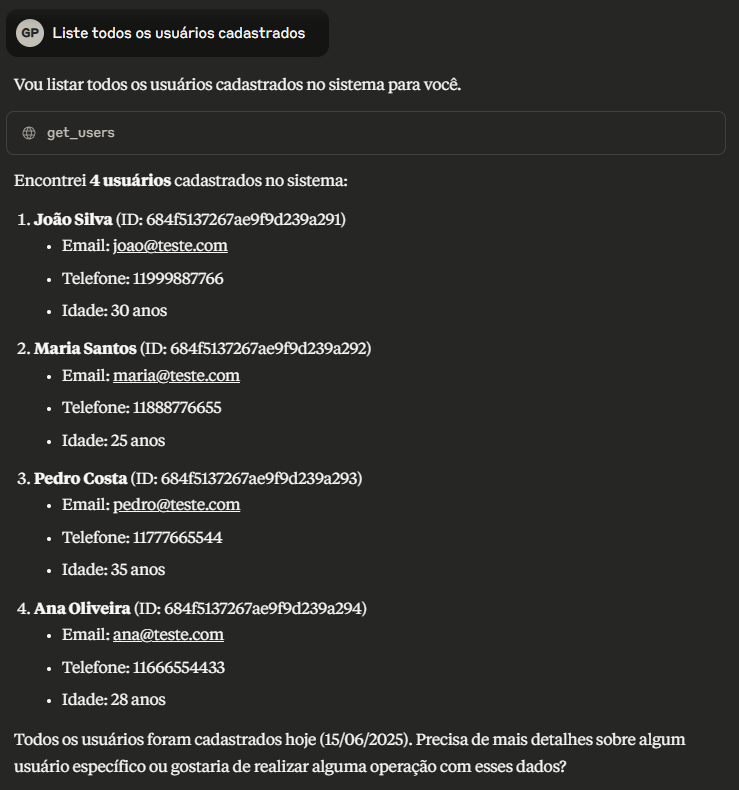 GP Liste todos os usuários cadastrados
Vou listar todos os usuários cadastrados no sistema para você.
get_users
Encontrei 4 usuários cadastrados no sistema:
1. João Silva (ID: 684f5137267ae9f9d239a291)
• Email: joao@teste.com
• Telefone: 11999887766
• Idade: 30 anos
2. Maria Santos (ID: 684f5137267ae9f9d239a292)
• Email: maria@teste.com
• Telefone: 11888776655
• Idade: 25 anos
3. Pedro Costa (ID: 684f5137267ae9f9d239a293)
• Email: pedro@teste.com
• Telefone: 11777665544
• Idade: 35 anos
4. Ana Oliveira (ID: 684f5137267ae9f9d239a294)
• Email: ana@teste.com
• Telefone: 11666554433
• Idade: 28 anos
Todos os usuários foram cadastrados hoje (15/06/2025). Precisa de mais detalhes sobre algum
usuário específico ou gostaria de realizar alguma operação com esses dados?